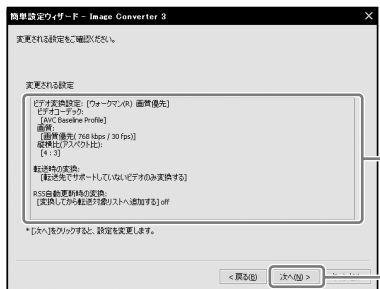 簡単設定ウィザード - Image Converter 3
変更される設定をご確認ください。
変更される設定
ビデオ変換設定: [ウォークマン(R) 画質優先]
ビデオコーデック:
[AVC Baseline Profile]
画質:
[画質優先( 768 kbps / 30 fps)]
縦横比(アスペクト比):
[4 : 3]
転送時の変換:
[転送先でサポートしていないビデオのみ変換する]
RSS自動更新時の変換:
[変換してから転送対象リストへ追加する] off
* [次へ]をクリックすると、設定を変更します。
< 戻る(B) 次へ(N) >